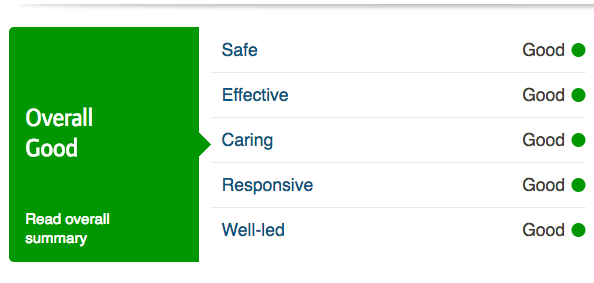 Overall
Good
Read overall
summary
Safe Good
Effective Good
Caring Good
Responsive Good
Well-led Good